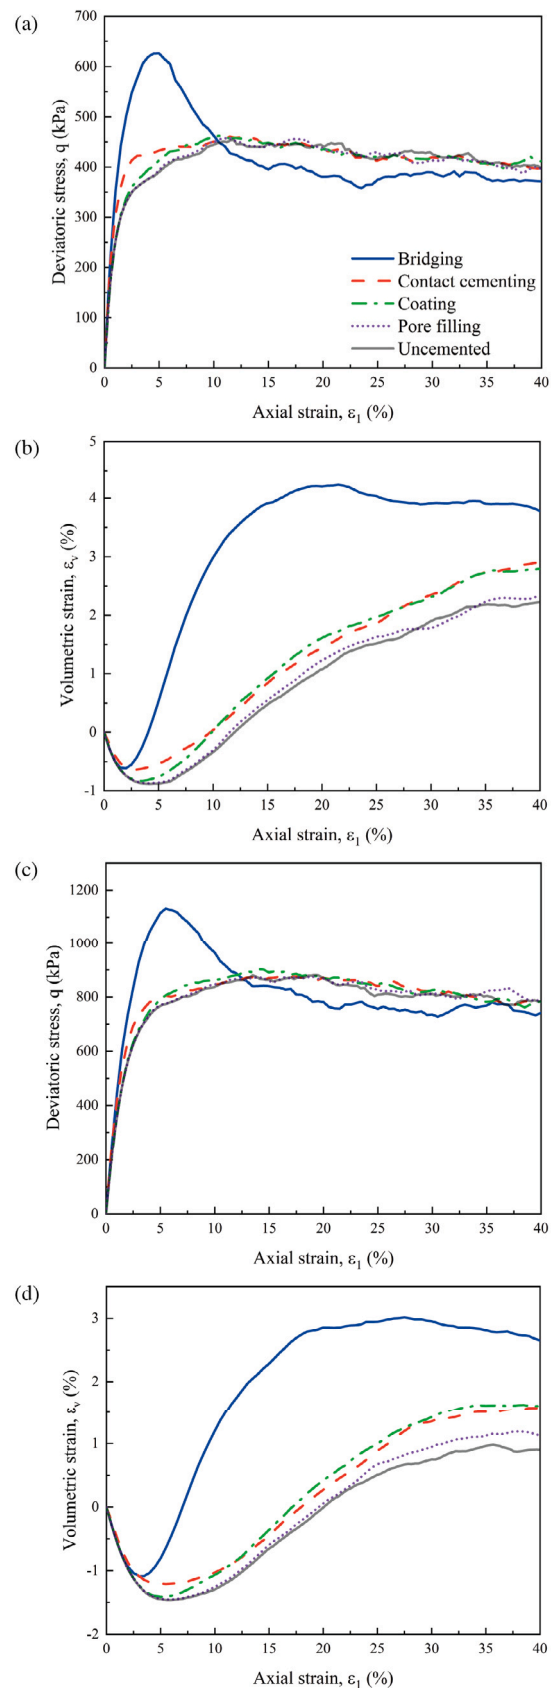 (a)
700
600
500
400
300
200
100
0
Deviatoric stress, q (kPa)
Bridging
Contact cementing
Coating
Pore filling
Uncemented
0 5 10 15 20 25 30 35 40
Axial strain, ε₁ (%)
(b)
5
4
3
2
1
0
-1
Volumetric strain, εᵥ (%)
0 5 10 15 20 25 30 35 40
Axial strain, ε₁ (%)
(c)
1200
1000
800
600
400
200
0
Deviatoric stress, q (kPa)
0 5 10 15 20 25 30 35 40
Axial strain, ε₁ (%)
(d)
3
2
1
0
-1
-2
Volumetric strain, εᵥ (%)
0 5 10 15 20 25 30 35 40
Axial strain, ε₁ (%)